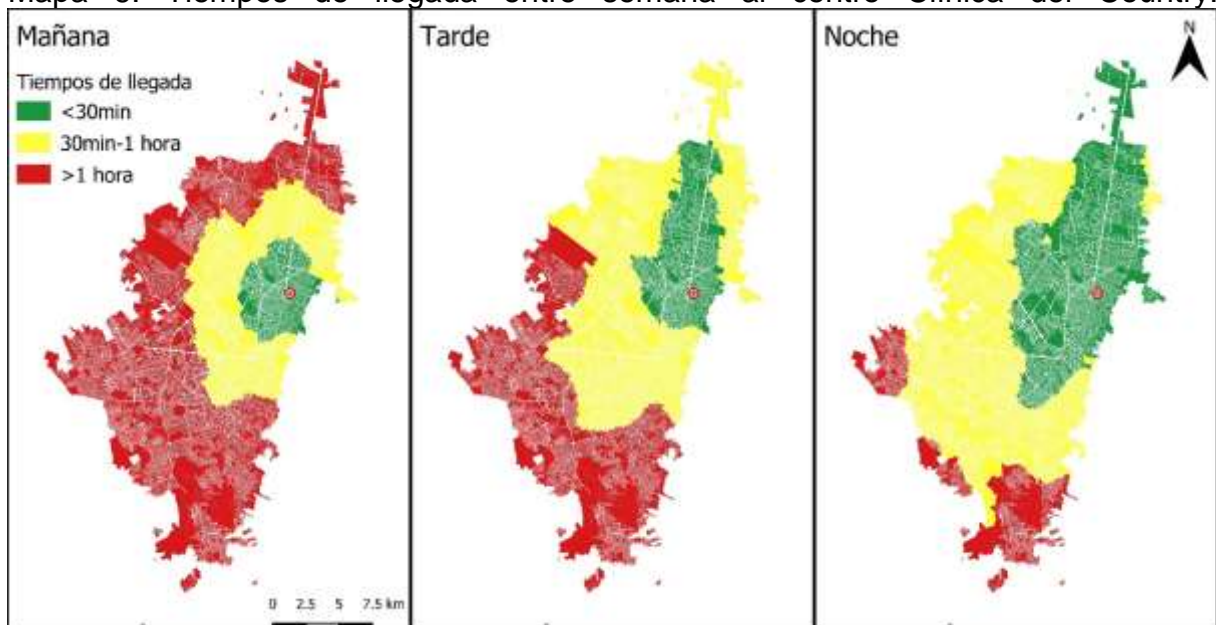 Mapa 3. Tiempos de llegada entre semana al centro Clínica del Country.
Mañana
Tiempos de llegada
<30min
30min-1 hora
>1 hora
0 2.5 5 7.5 km
Tarde
Noche
N